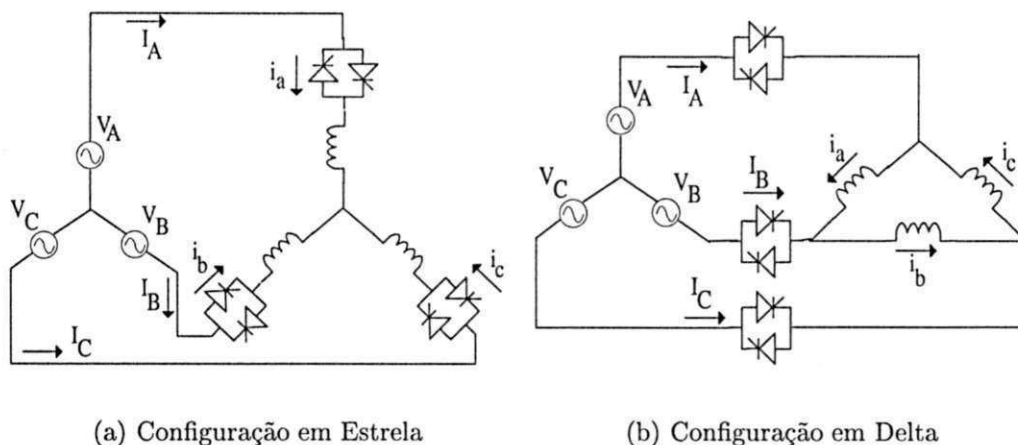 I_A
i_a
V_A
V_C
V_B
i_b
I_B
i_c
I_C
(a) Configuração em Estrela
I_A
V_A
V_C
V_B
I_B
i_a
i_c
i_b
I_C
(b) Configuração em Delta